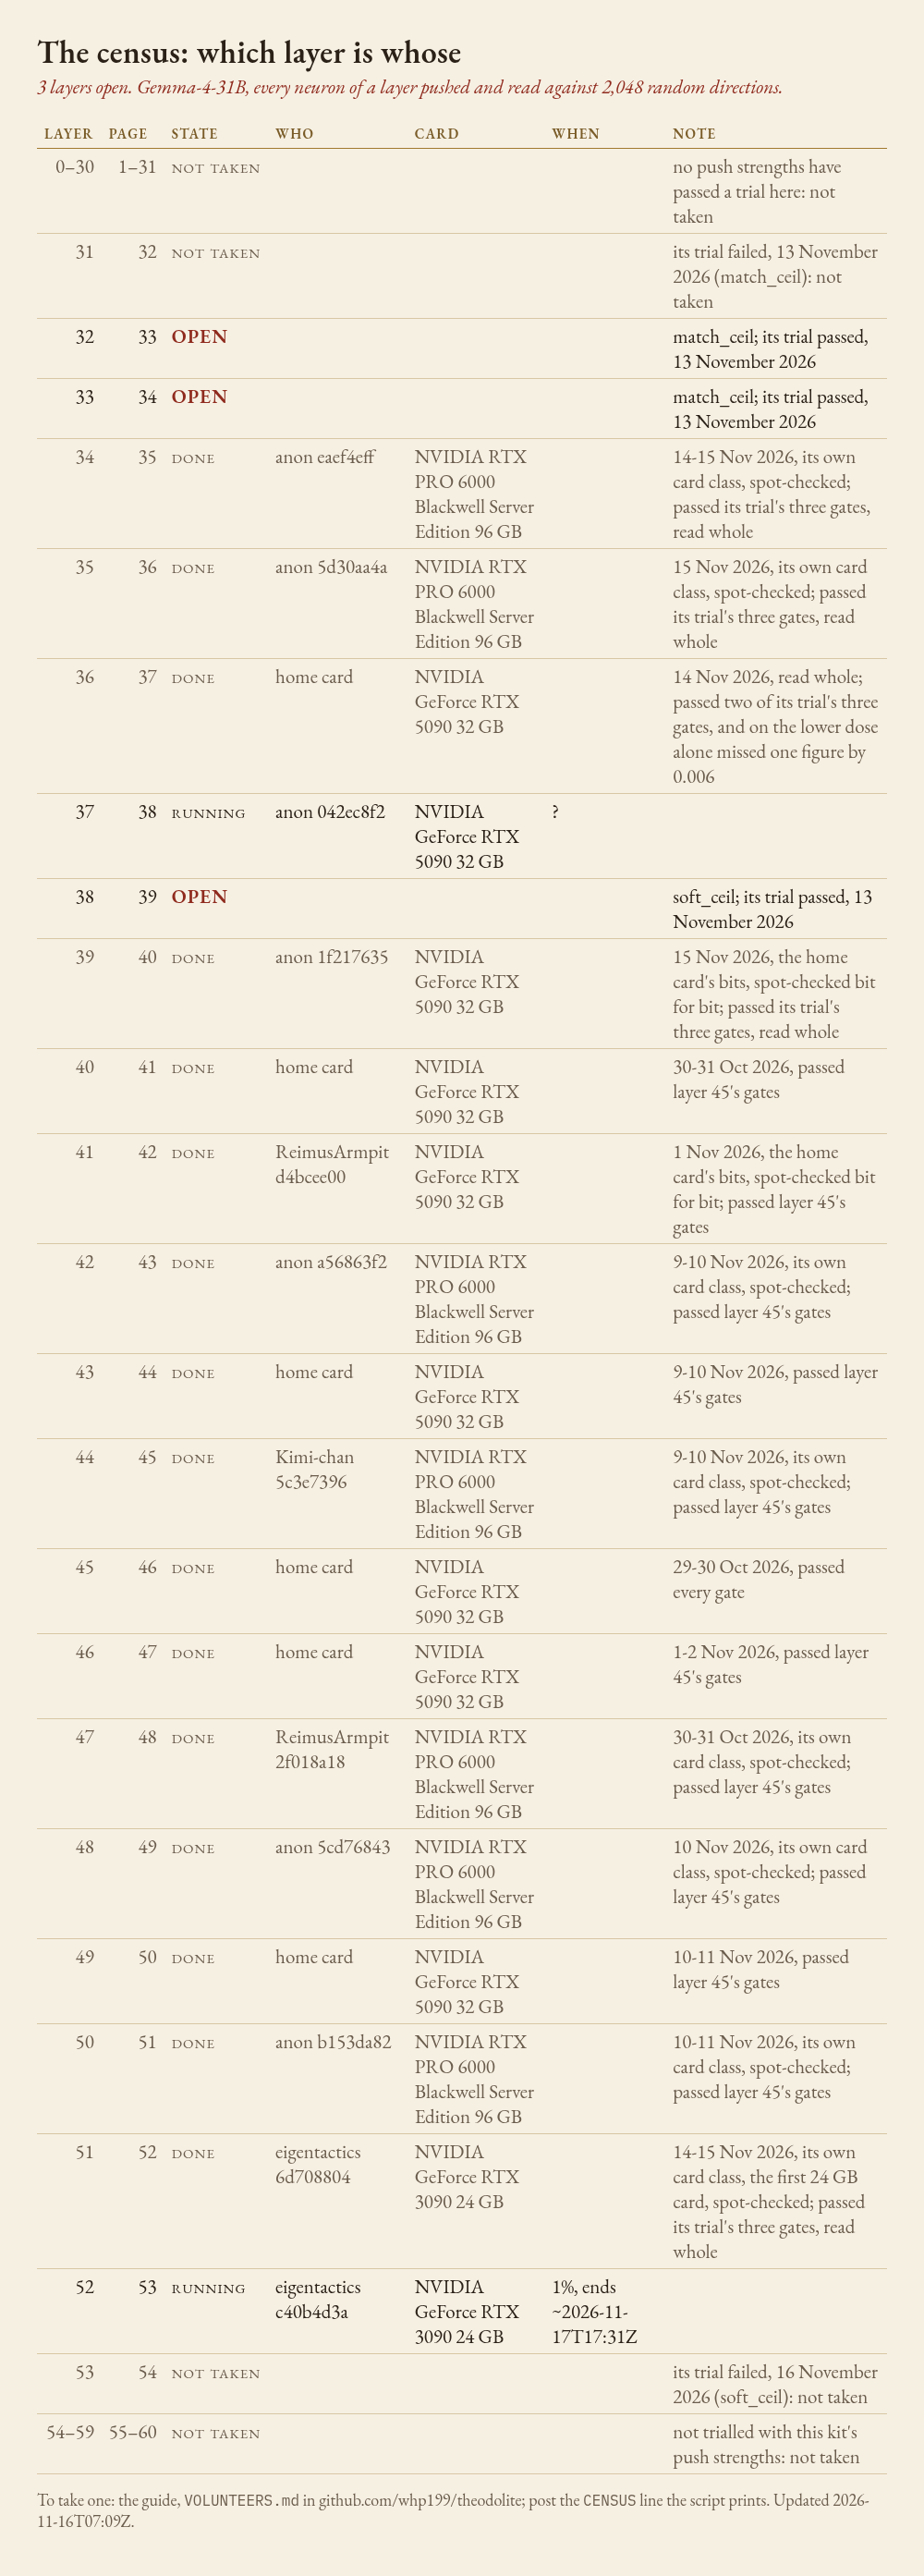 The census: which layer is whose
3 layers open. Gemma-4-31B, every neuron of a layer pushed and read against 2,048 random directions.
LAYER PAGE STATE WHO CARD WHEN NOTE
0–30 1–31 NOT TAKEN no push strengths have
passed a trial here: not
taken
31 32 NOT TAKEN its trial failed, 13 November
2026 (match_ceil): not
taken
32 33 OPEN match_ceil; its trial passed,
13 November 2026
33 34 OPEN match_ceil; its trial passed,
13 November 2026
34 35 DONE anon eaef4eff NVIDIA RTX 14-15 Nov 2026, its own
PRO 6000 card class, spot-checked;
Blackwell Server passed its trial's three gates,
Edition 96 GB read whole
35 36 DONE anon 5d30aa4a NVIDIA RTX 15 Nov 2026, its own card
PRO 6000 class, spot-checked; passed
Blackwell Server its trial's three gates, read
Edition 96 GB whole
36 37 DONE home card NVIDIA 14 Nov 2026, read whole;
GeForce RTX passed two of its trial's three
5090 32 GB gates, and on the lower dose
alone missed one figure by
0.006
37 38 RUNNING anon 042ec8f2 NVIDIA ?
GeForce RTX
5090 32 GB
38 39 OPEN soft_ceil; its trial passed, 13
November 2026
39 40 DONE anon 1f217635 NVIDIA 15 Nov 2026, the home
GeForce RTX card's bits, spot-checked bit
5090 32 GB for bit; passed its trial's
three gates, read whole
40 41 DONE home card NVIDIA 30-31 Oct 2026, passed
GeForce RTX layer 45's gates
5090 32 GB
41 42 DONE ReimusArmpit NVIDIA 1 Nov 2026, the home
d4bcee00 GeForce RTX card's bits, spot-checked bit
5090 32 GB for bit; passed layer 45's
gates
42 43 DONE anon a56863f2 NVIDIA RTX 9-10 Nov 2026, its own
PRO 6000 card class, spot-checked;
Blackwell Server passed layer 45's gates
Edition 96 GB
43 44 DONE home card NVIDIA 9-10 Nov 2026, passed layer
GeForce RTX 45's gates
5090 32 GB
44 45 DONE Kimi-chan NVIDIA RTX 9-10 Nov 2026, its own
5c3e7396 PRO 6000 card class, spot-checked;
Blackwell Server passed layer 45's gates
Edition 96 GB
45 46 DONE home card NVIDIA 29-30 Oct 2026, passed
GeForce RTX every gate
5090 32 GB
46 47 DONE home card NVIDIA 1-2 Nov 2026, passed layer
GeForce RTX 45's gates
5090 32 GB
47 48 DONE ReimusArmpit NVIDIA RTX 30-31 Oct 2026, its own
2f018a18 PRO 6000 card class, spot-checked;
Blackwell Server passed layer 45's gates
Edition 96 GB
48 49 DONE anon 5cd76843 NVIDIA RTX 10 Nov 2026, its own card
PRO 6000 class, spot-checked; passed
Blackwell Server layer 45's gates
Edition 96 GB
49 50 DONE home card NVIDIA 10-11 Nov 2026, passed
GeForce RTX layer 45's gates
5090 32 GB
50 51 DONE anon b153da82 NVIDIA RTX 10-11 Nov 2026, its own
PRO 6000 card class, spot-checked;
Blackwell Server passed layer 45's gates
Edition 96 GB
51 52 DONE eigentactics NVIDIA 14-15 Nov 2026, its own
6d708804 GeForce RTX card class, the first 24 GB
3090 24 GB card, spot-checked; passed
its trial's three gates, read
whole
52 53 RUNNING eigentactics NVIDIA 1%, ends
c40b4d3a GeForce RTX ~2026-11-
3090 24 GB 17T17:31Z
53 54 NOT TAKEN its trial failed, 16 November
2026 (soft_ceil): not taken
54–59 55–60 NOT TAKEN not trialled with this kit's
push strengths: not taken
To take one: the guide, VOLUNTEERS.md in github.com/whp199/theodolite; post the CENSUS line the script prints. Updated 2026-
11-16T07:09Z.